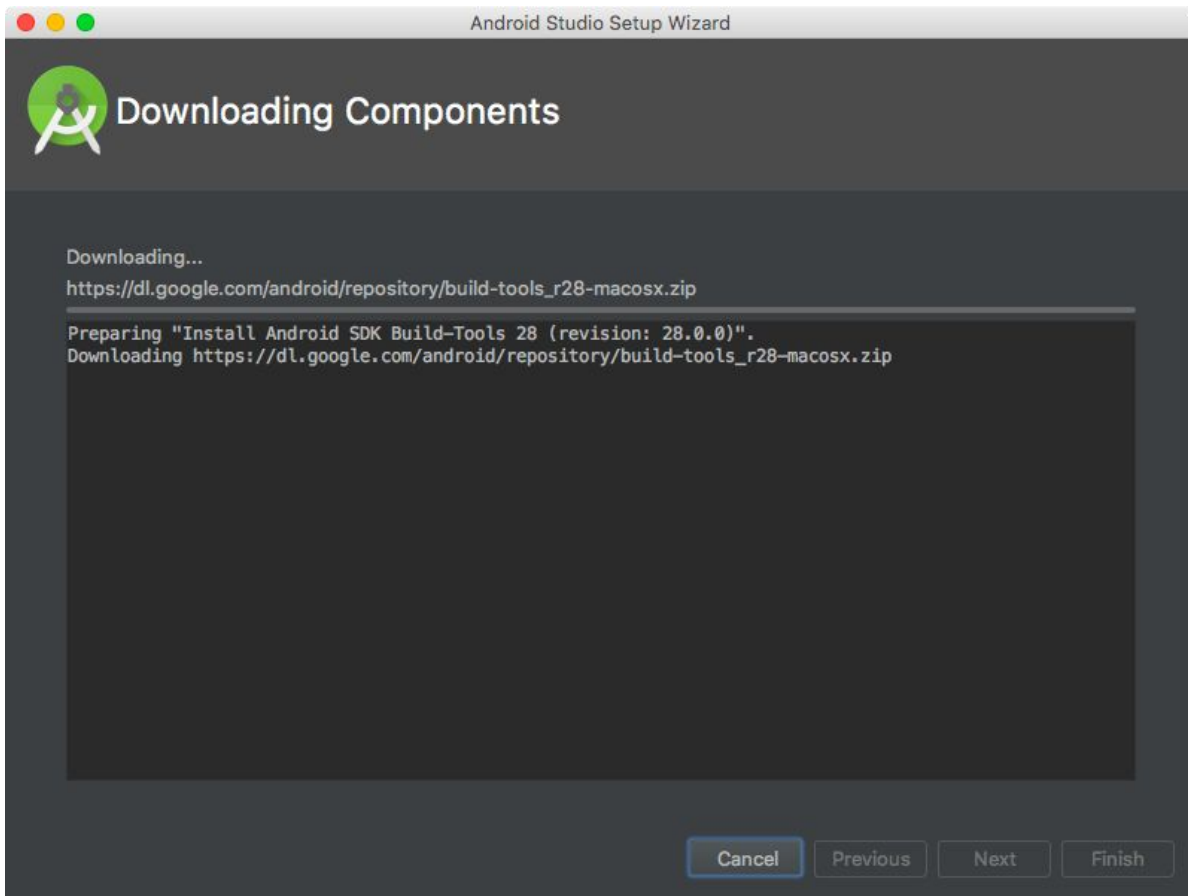 Android Studio Setup Wizard
Downloading Components
Downloading...
https://dl.google.com/android/repository/build-tools_r28-macosx.zip
Preparing "Install Android SDK Build-Tools 28 (revision: 28.0.0)".
Downloading https://dl.google.com/android/repository/build-tools_r28-macosx.zip
Cancel Previous Next Finish